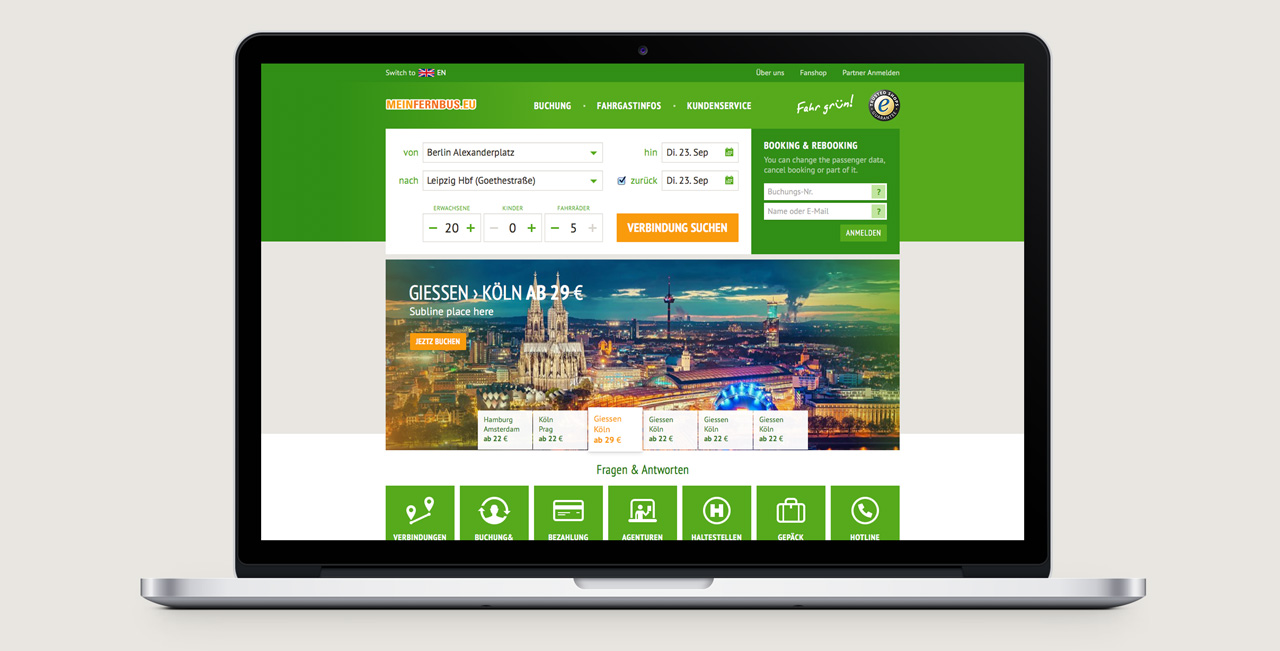 Switch to EN
Über uns Fanshop Partner Anmelden
MEINFERNBUS.EU
BUCHUNG · FAHRGASTINFOS · KUNDENSERVICE
Fahr grün!
TRUSTED SHOPS
GUARANTEE
von Berlin Alexanderplatz
hin Di. 23. Sep
nach Leipzig Hbf (Goethestraße)
zurück Di. 23. Sep
ERWACHSENE KINDER FAHRRÄDER
− 20 + − 0 + − 5 +
VERBINDUNG SUCHEN
BOOKING & REBOOKING
You can change the passenger data,
cancel booking or part of it.
Buchungs-Nr. ?
Name oder E-Mail ?
ANMELDEN
GIESSEN › KÖLN AB 29 €
Subline place here
JEZTZ BUCHEN
Hamburg
Amsterdam
ab 22 €
Köln
Prag
ab 22 €
Giessen
Köln
ab 29 €
Giessen
Köln
ab 22 €
Giessen
Köln
ab 22 €
Giessen
Köln
ab 22 €
Fragen & Antworten
VERBINDUNGEN
BUCHUNG&
BEZAHLUNG
AGENTUREN
H
HALTESTELLEN
GEPÄCK
HOTLINE